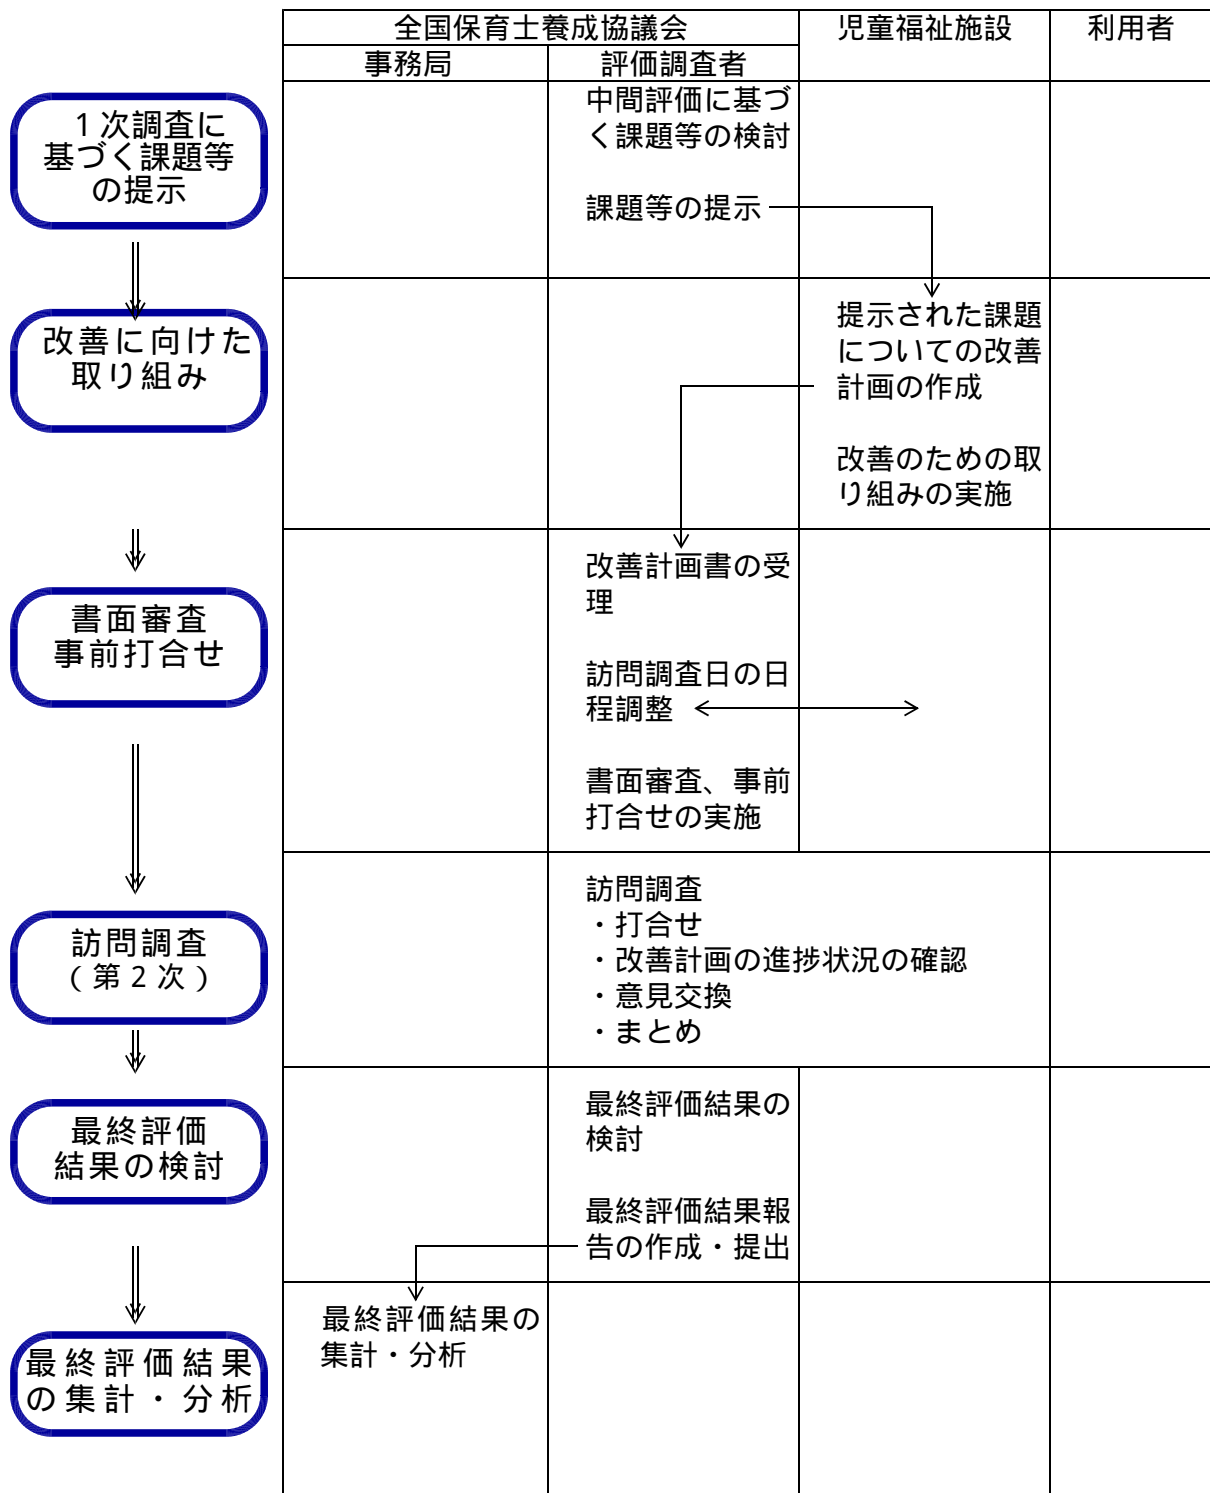 全国保育士養成協議会
児童福祉施設
利用者
事務局
評価調査者
1次調査に
基づく課題等
の提示
中間評価に基づ
く課題等の検討
課題等の提示
改善に向けた
取り組み
提示された課題
についての改善
計画の作成
改善のための取
り組みの実施
書面審査
事前打合せ
改善計画書の受
理
訪問調査日の日
程調整
書面審査、事前
打合せの実施
訪問調査
(第2次)
訪問調査
・打合せ
・改善計画の進捗状況の確認
・意見交換
・まとめ
最終評価
結果の検討
最終評価結果の
検討
最終評価結果報
告の作成・提出
最終評価結果
の集計・分析
最終評価結果の
集計・分析